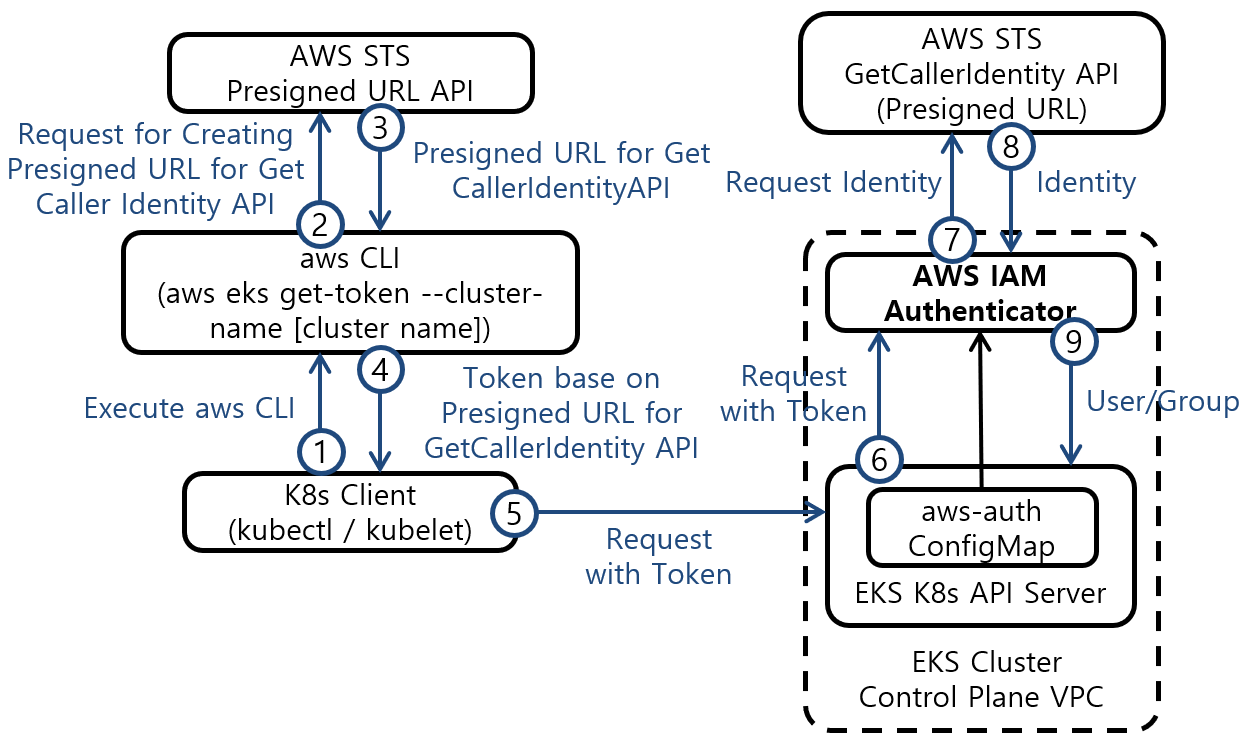 AWS STS
Presigned URL API
3
Request for Creating
Presigned URL for Get
Caller Identity API
Presigned URL for Get
CallerIdentityAPI
2
aws CLI
(aws eks get-token --cluster-
name [cluster name])
4
Execute aws CLI
Token base on
Presigned URL for
GetCallerIdentity API
1
K8s Client
(kubectl / kubelet)
5
Request
with Token
AWS STS
GetCallerIdentity API
(Presigned URL)
8
Request Identity
Identity
7
AWS IAM
Authenticator
9
Request
with Token
User/Group
6
aws-auth
ConfigMap
EKS K8s API Server
EKS Cluster
Control Plane VPC